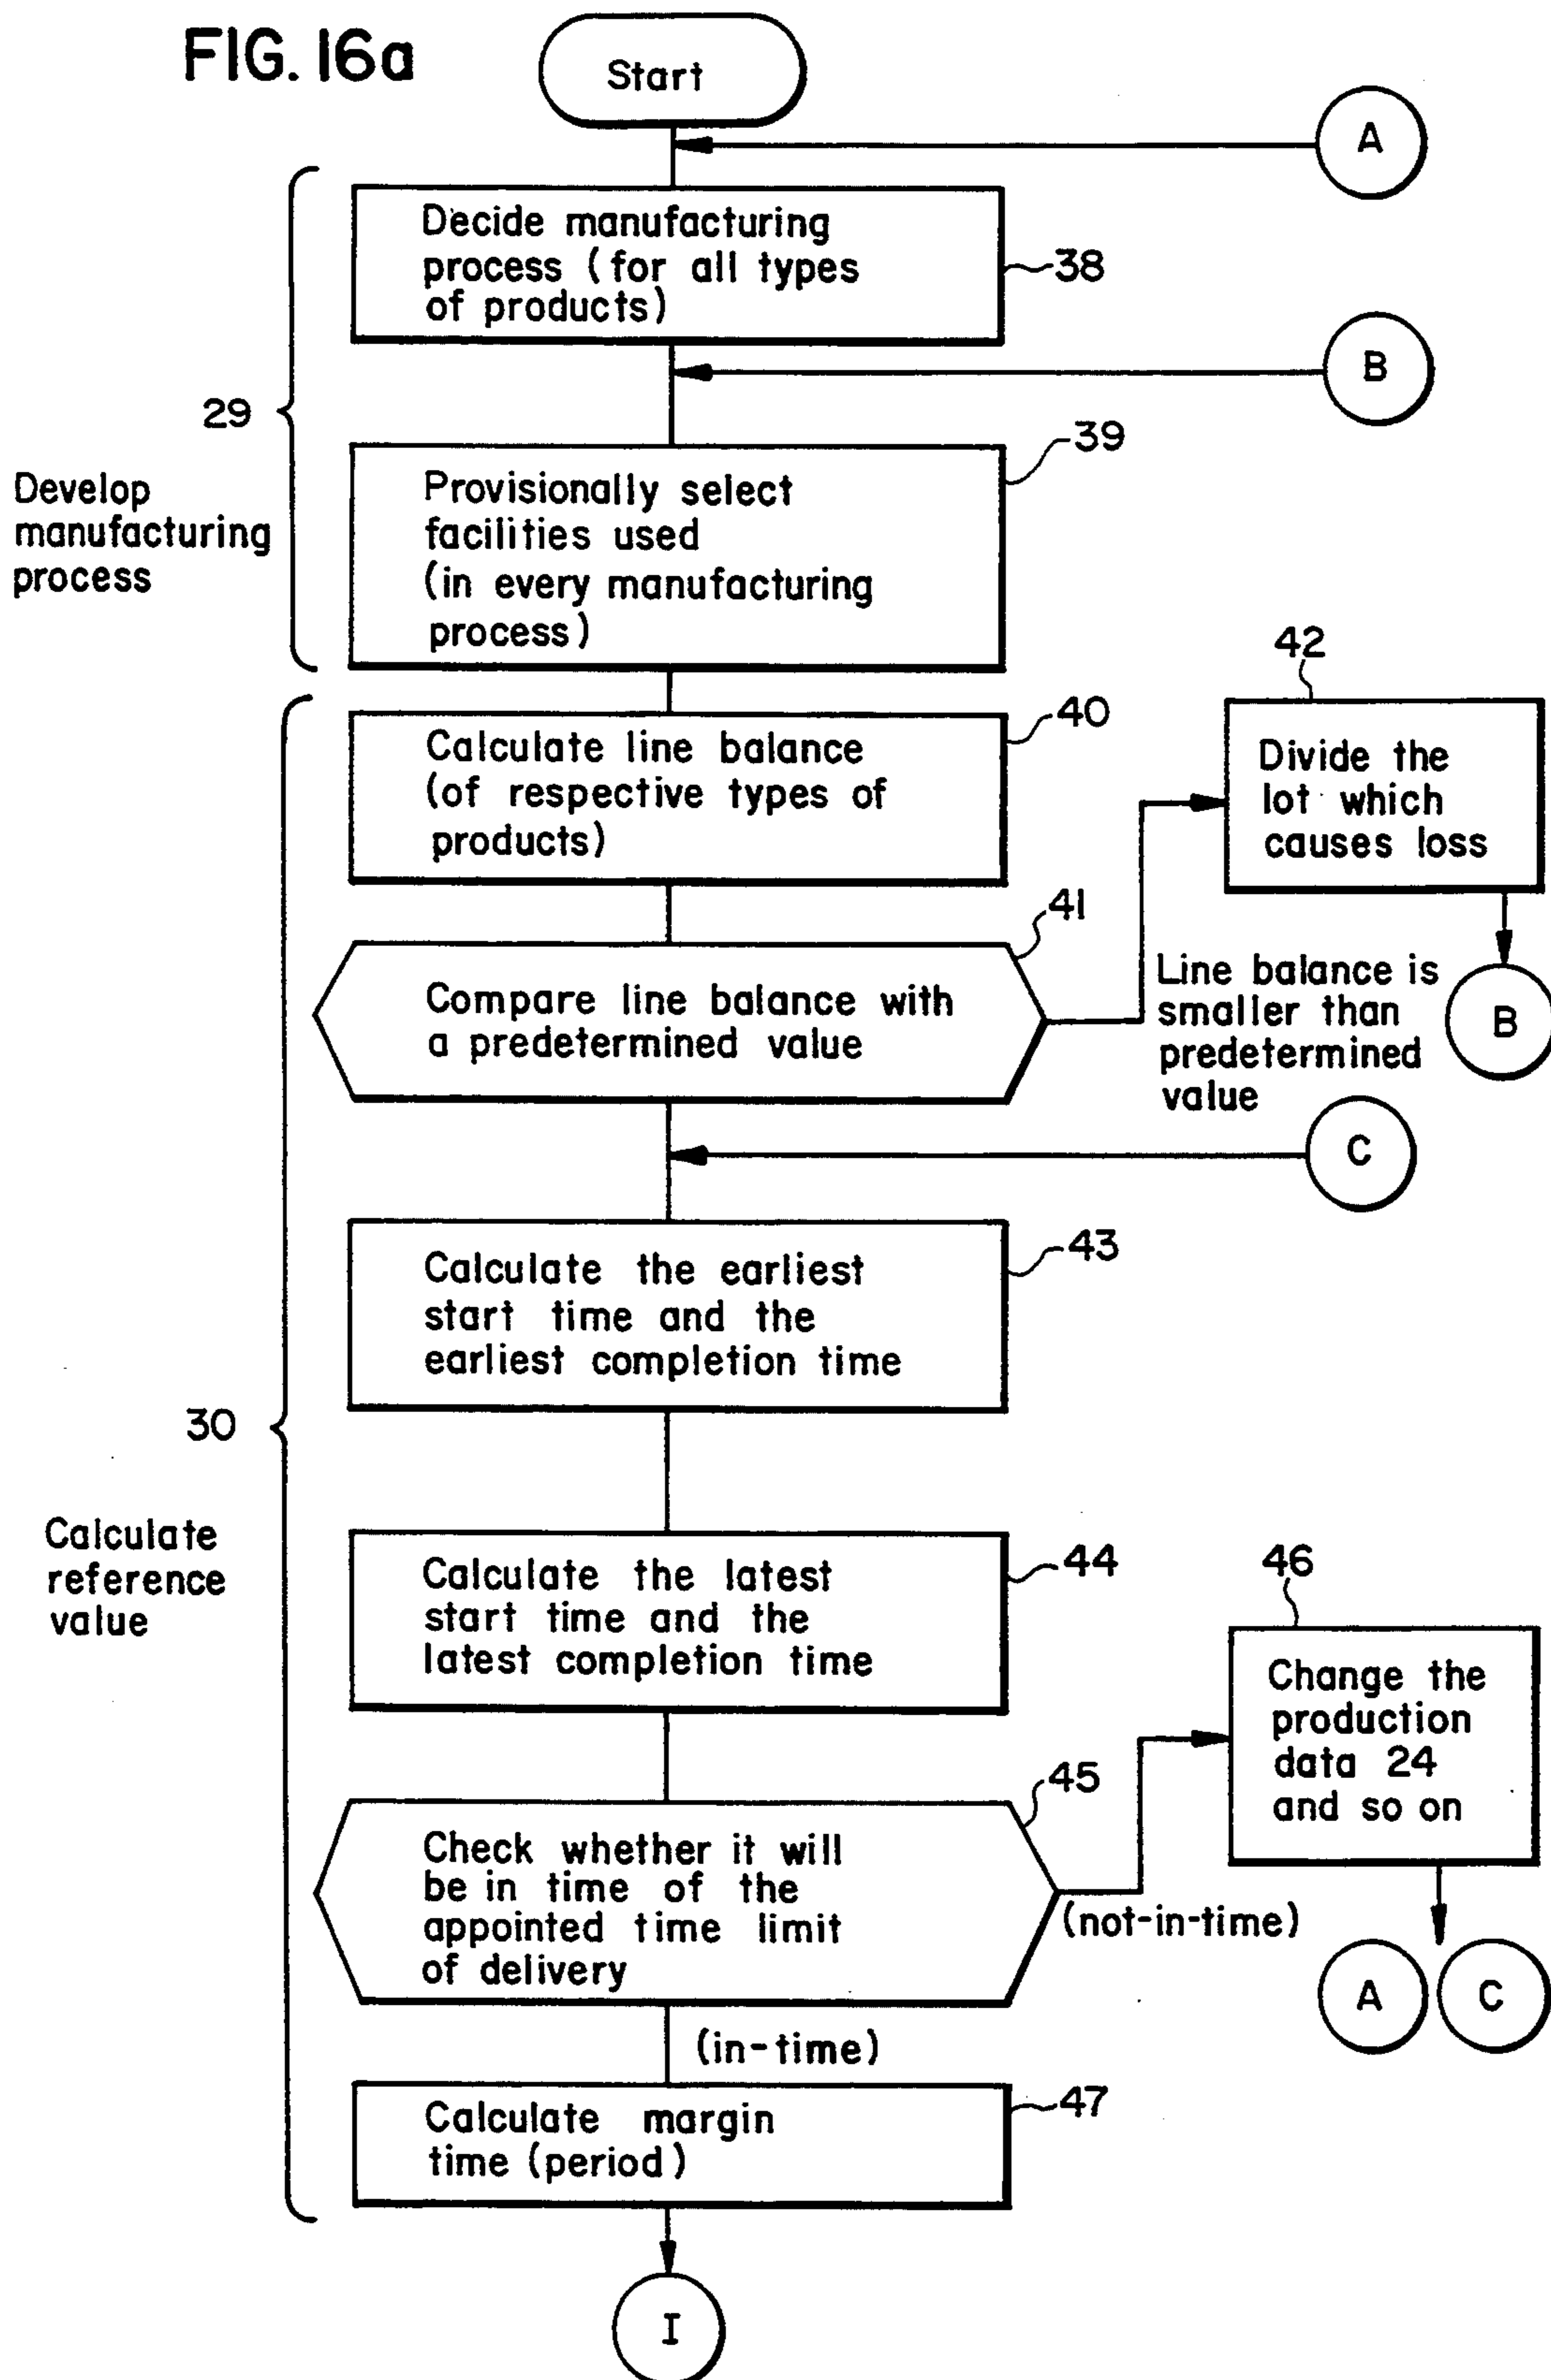 FIG. 16a
Start
A
Decide manufacturing
process (for all types
of products)
38
B
29
Develop
manufacturing
process
39
Provisionally select
facilities used
(in every manufacturing
process)
40
Calculate line balance
(of respective types of
products)
42
Divide the
lot which
causes loss
41
Compare line balance with
a predetermined value
Line balance is
smaller than
predetermined
value
B
C
43
Calculate the earliest
start time and the
earliest completion time
30
Calculate
reference
value
44
Calculate the latest
start time and the
latest completion time
46
Change the
production
data 24
and so on
45
Check whether it will
be in time of the
appointed time limit
of delivery
(not-in-time)
A
C
(in-time)
47
Calculate margin
time (period)
I